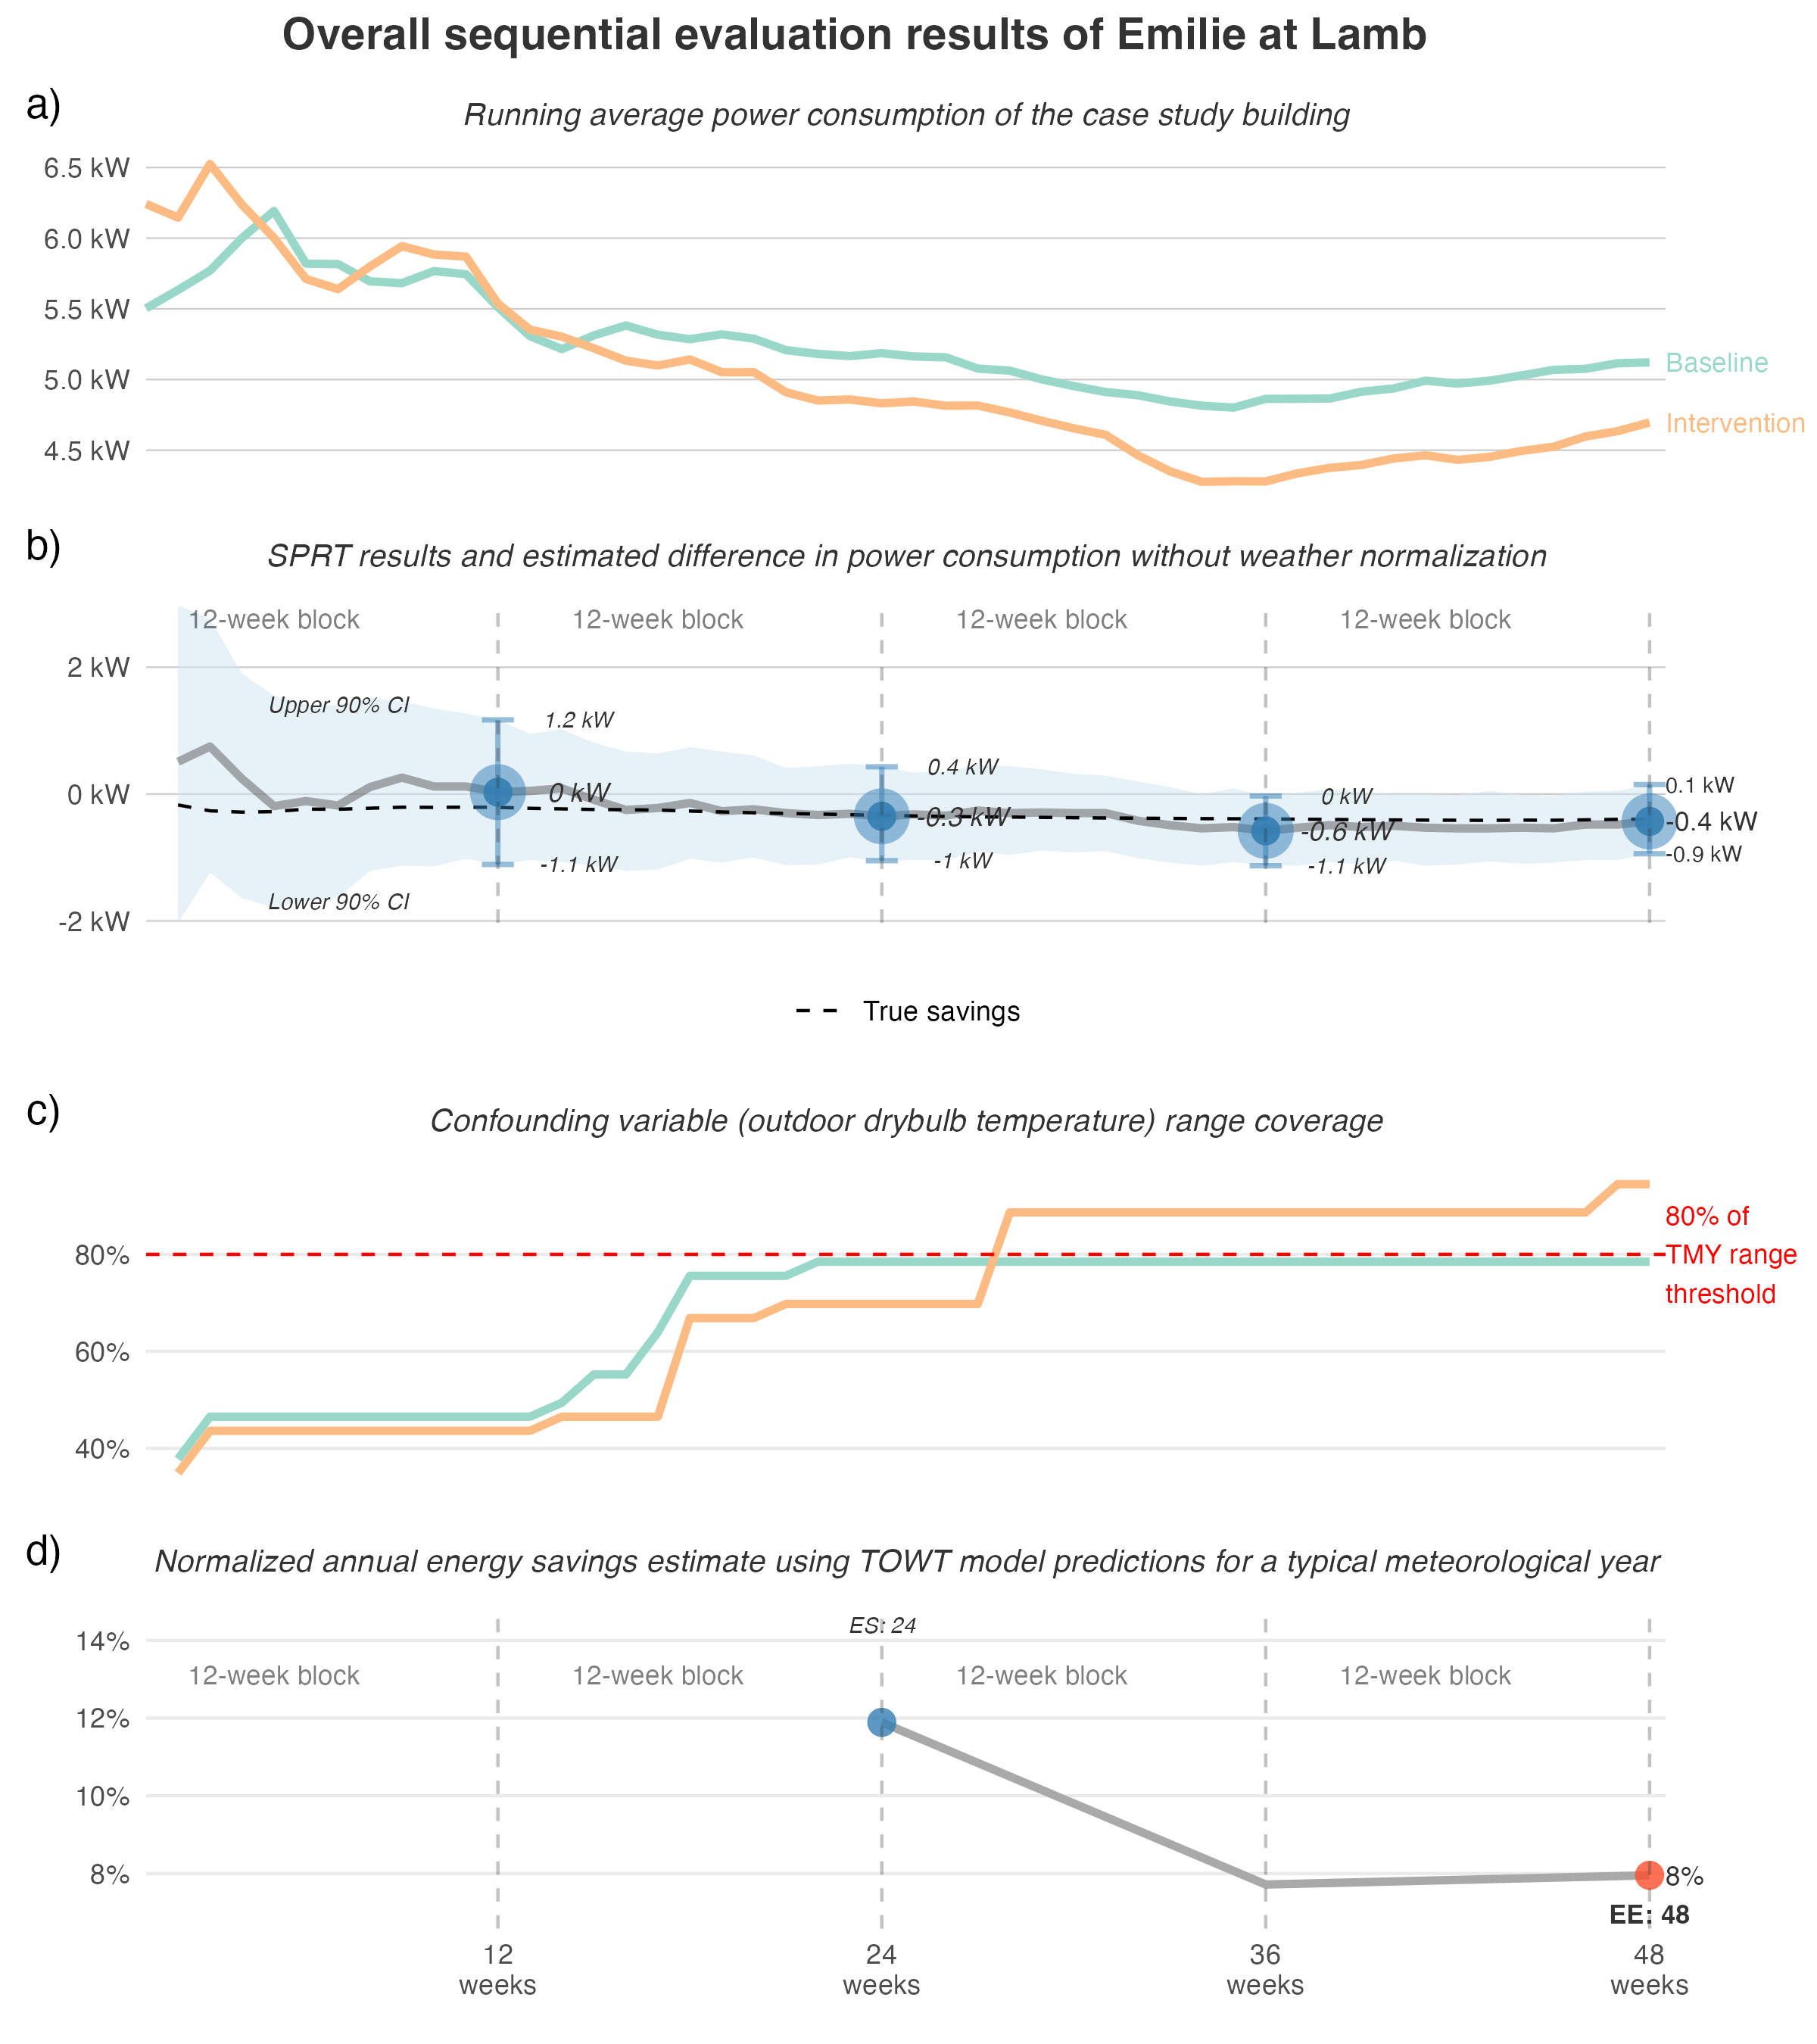 Overall sequential evaluation results of Emilie at Lamb
a)
Running average power consumption of the case study building
6.5 kW
6.0 kW
5.5 kW
5.0 kW
4.5 kW
Baseline
Intervention
b)
SPRT results and estimated difference in power consumption without weather normalization
12-week block 12-week block 12-week block 12-week block
2 kW
0 kW
-2 kW
Upper 90% CI
Lower 90% CI
1.2 kW
0 kW
-1.1 kW
0.4 kW
-0.3 kW
-1 kW
0 kW
-0.6 kW
-1.1 kW
0.1 kW
-0.4 kW
-0.9 kW
True savings
c)
Confounding variable (outdoor drybulb temperature) range coverage
80%
60%
40%
80% of
TMY range
threshold
d)
Normalized annual energy savings estimate using TOWT model predictions for a typical meteorological year
ES: 24
14%
12-week block 12-week block 12-week block 12-week block
12%
10%
8%
8%
EE: 48
12 24 36 48
weeks weeks weeks weeks